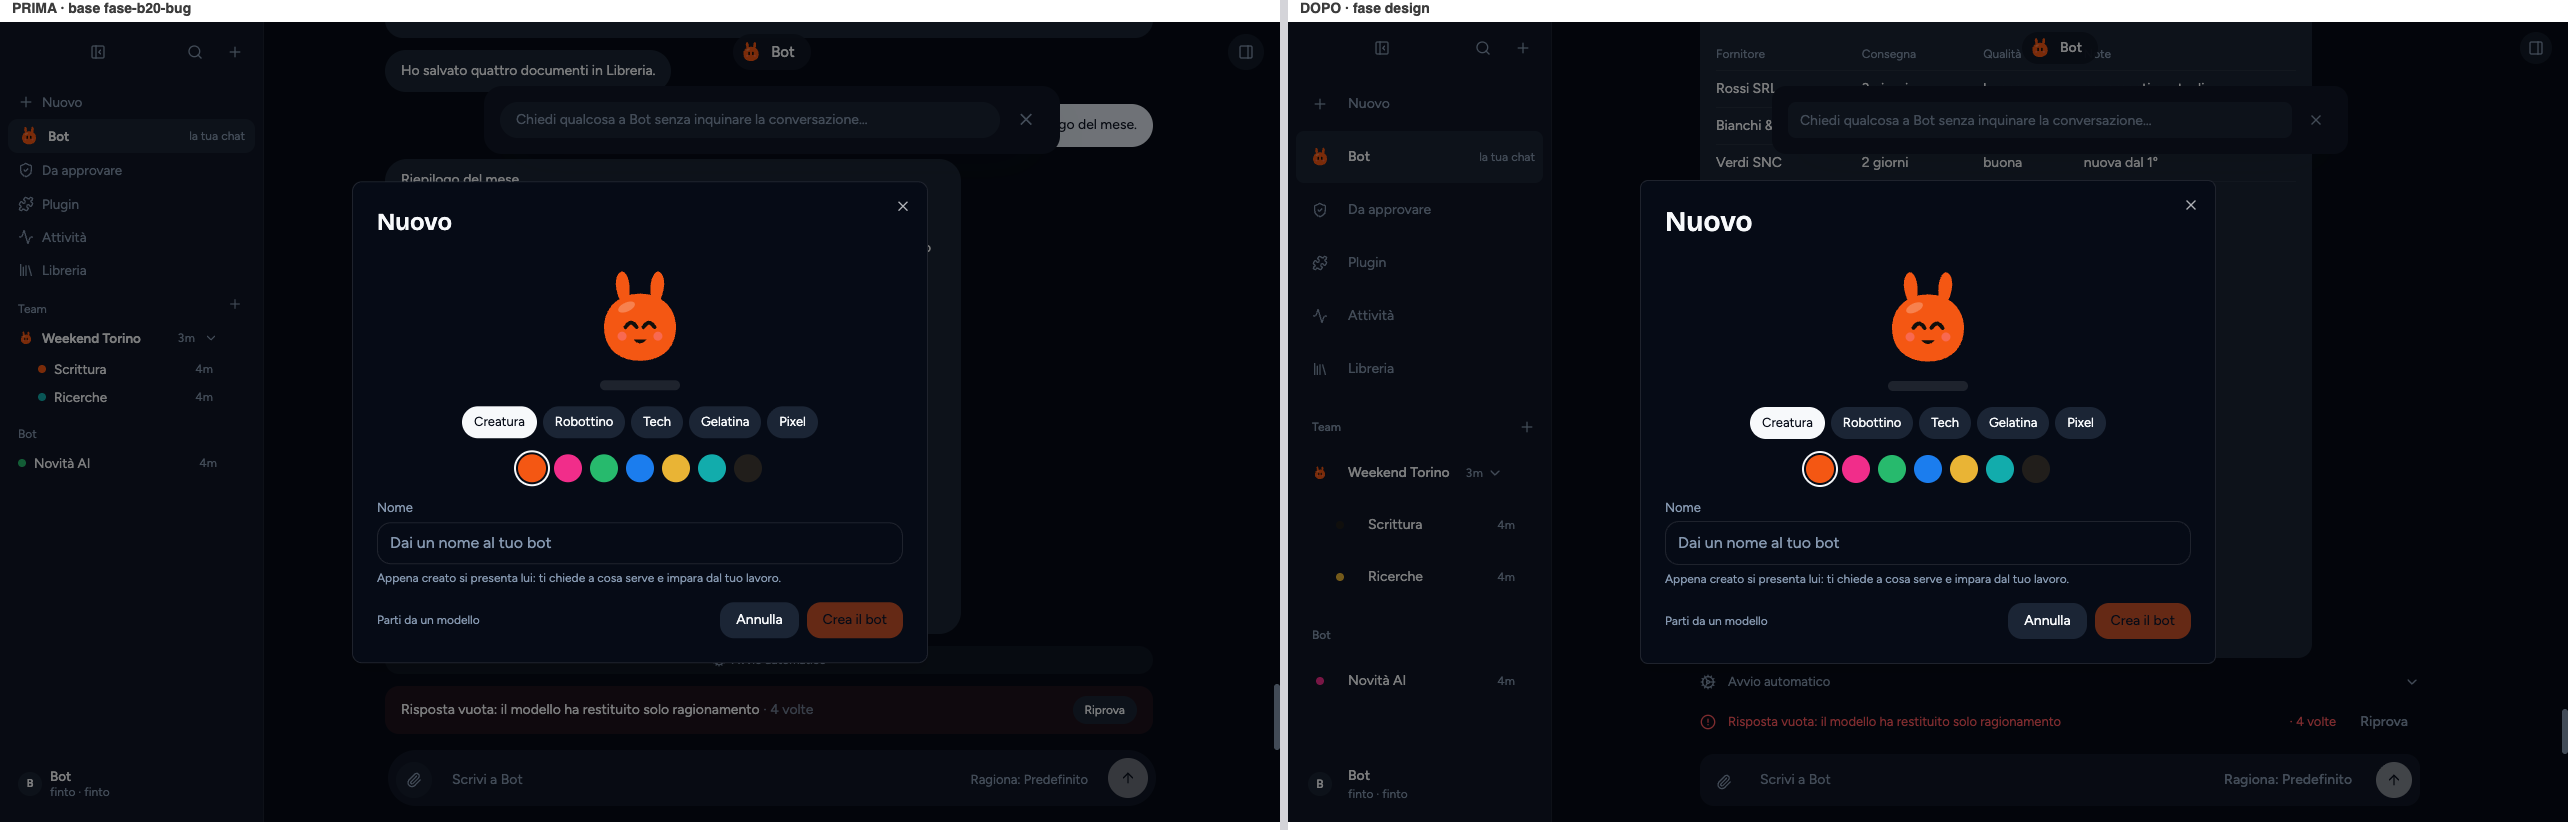 PRIMA · base fase-b20-bug
Bot
Ho salvato quattro documenti in Libreria.
Nuovo
Chiedi qualcosa a Bot senza inquinare la conversazione...
go del mese.
Bot
la tua chat
Da approvare
Riepilogo del mese
Plugin
Nuovo
Attività
Libreria
Team
Weekend Torino
3m
Scrittura
4m
Ricerche
4m
Creatura
Robottino
Tech
Gelatina
Pixel
Bot
Novità AI
4m
Nome
Dai un nome al tuo bot
Appena creato si presenta lui: ti chiede a cosa serve e impara dal tuo lavoro.
Parti da un modello
Annulla
Crea il bot
Risposta vuota: il modello ha restituito solo ragionamento · 4 volte
Riprova
B
Bot
finto · finto
Scrivi a Bot
Ragiona: Predefinito
DOPO · fase design
Fornitore
Consegna
Qualità
Bot
Rossi SRL
Nuovo
Bianchi &
Chiedi qualcosa a Bot senza inquinare la conversazione...
Bot
la tua chat
Verdi SNC
2 giorni
buona
nuova dal 1°
Da approvare
Nuovo
Plugin
Attività
Libreria
Team
Weekend Torino
3m
Scrittura
4m
Ricerche
4m
Creatura
Robottino
Tech
Gelatina
Pixel
Nome
Dai un nome al tuo bot
Appena creato si presenta lui: ti chiede a cosa serve e impara dal tuo lavoro.
Parti da un modello
Annulla
Crea il bot
Bot
Novità AI
4m
Avvio automatico
Risposta vuota: il modello ha restituito solo ragionamento
· 4 volte
Riprova
B
Bot
finto · finto
Scrivi a Bot
Ragiona: Predefinito